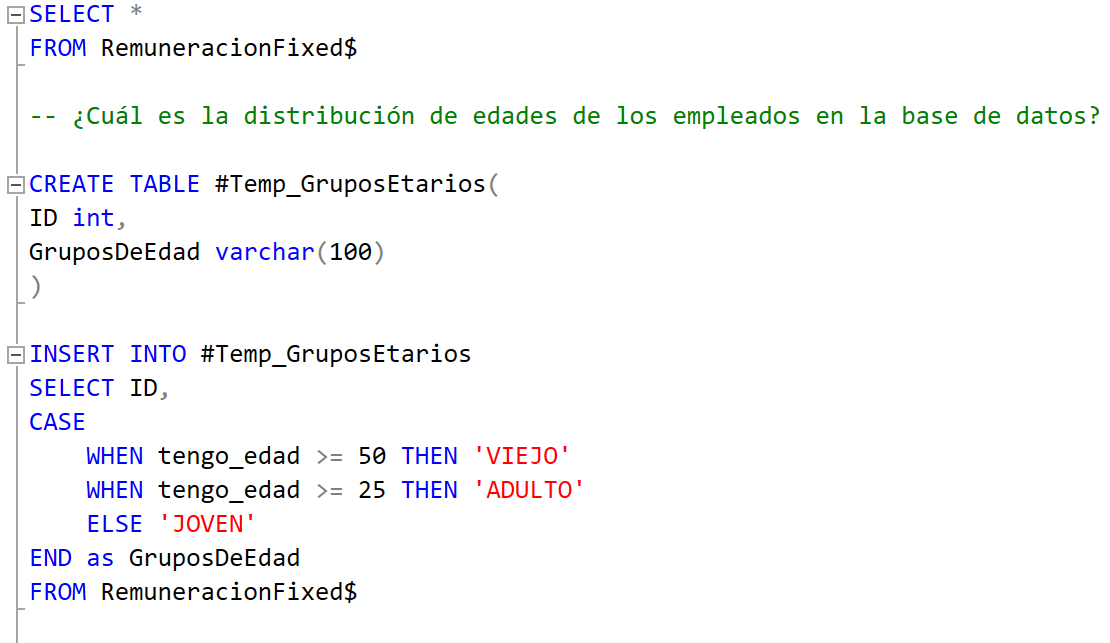 SELECT *
FROM RemuneracionFixed$
-- ¿Cuál es la distribución de edades de los empleados en la base de datos?
CREATE TABLE #Temp_GruposEtarios(
ID int,
GruposDeEdad varchar(100)
)
INSERT INTO #Temp_GruposEtarios
SELECT ID,
CASE
    WHEN tengo_edad >= 50 THEN 'VIEJO'
    WHEN tengo_edad >= 25 THEN 'ADULTO'
    ELSE 'JOVEN'
END as GruposDeEdad
FROM RemuneracionFixed$